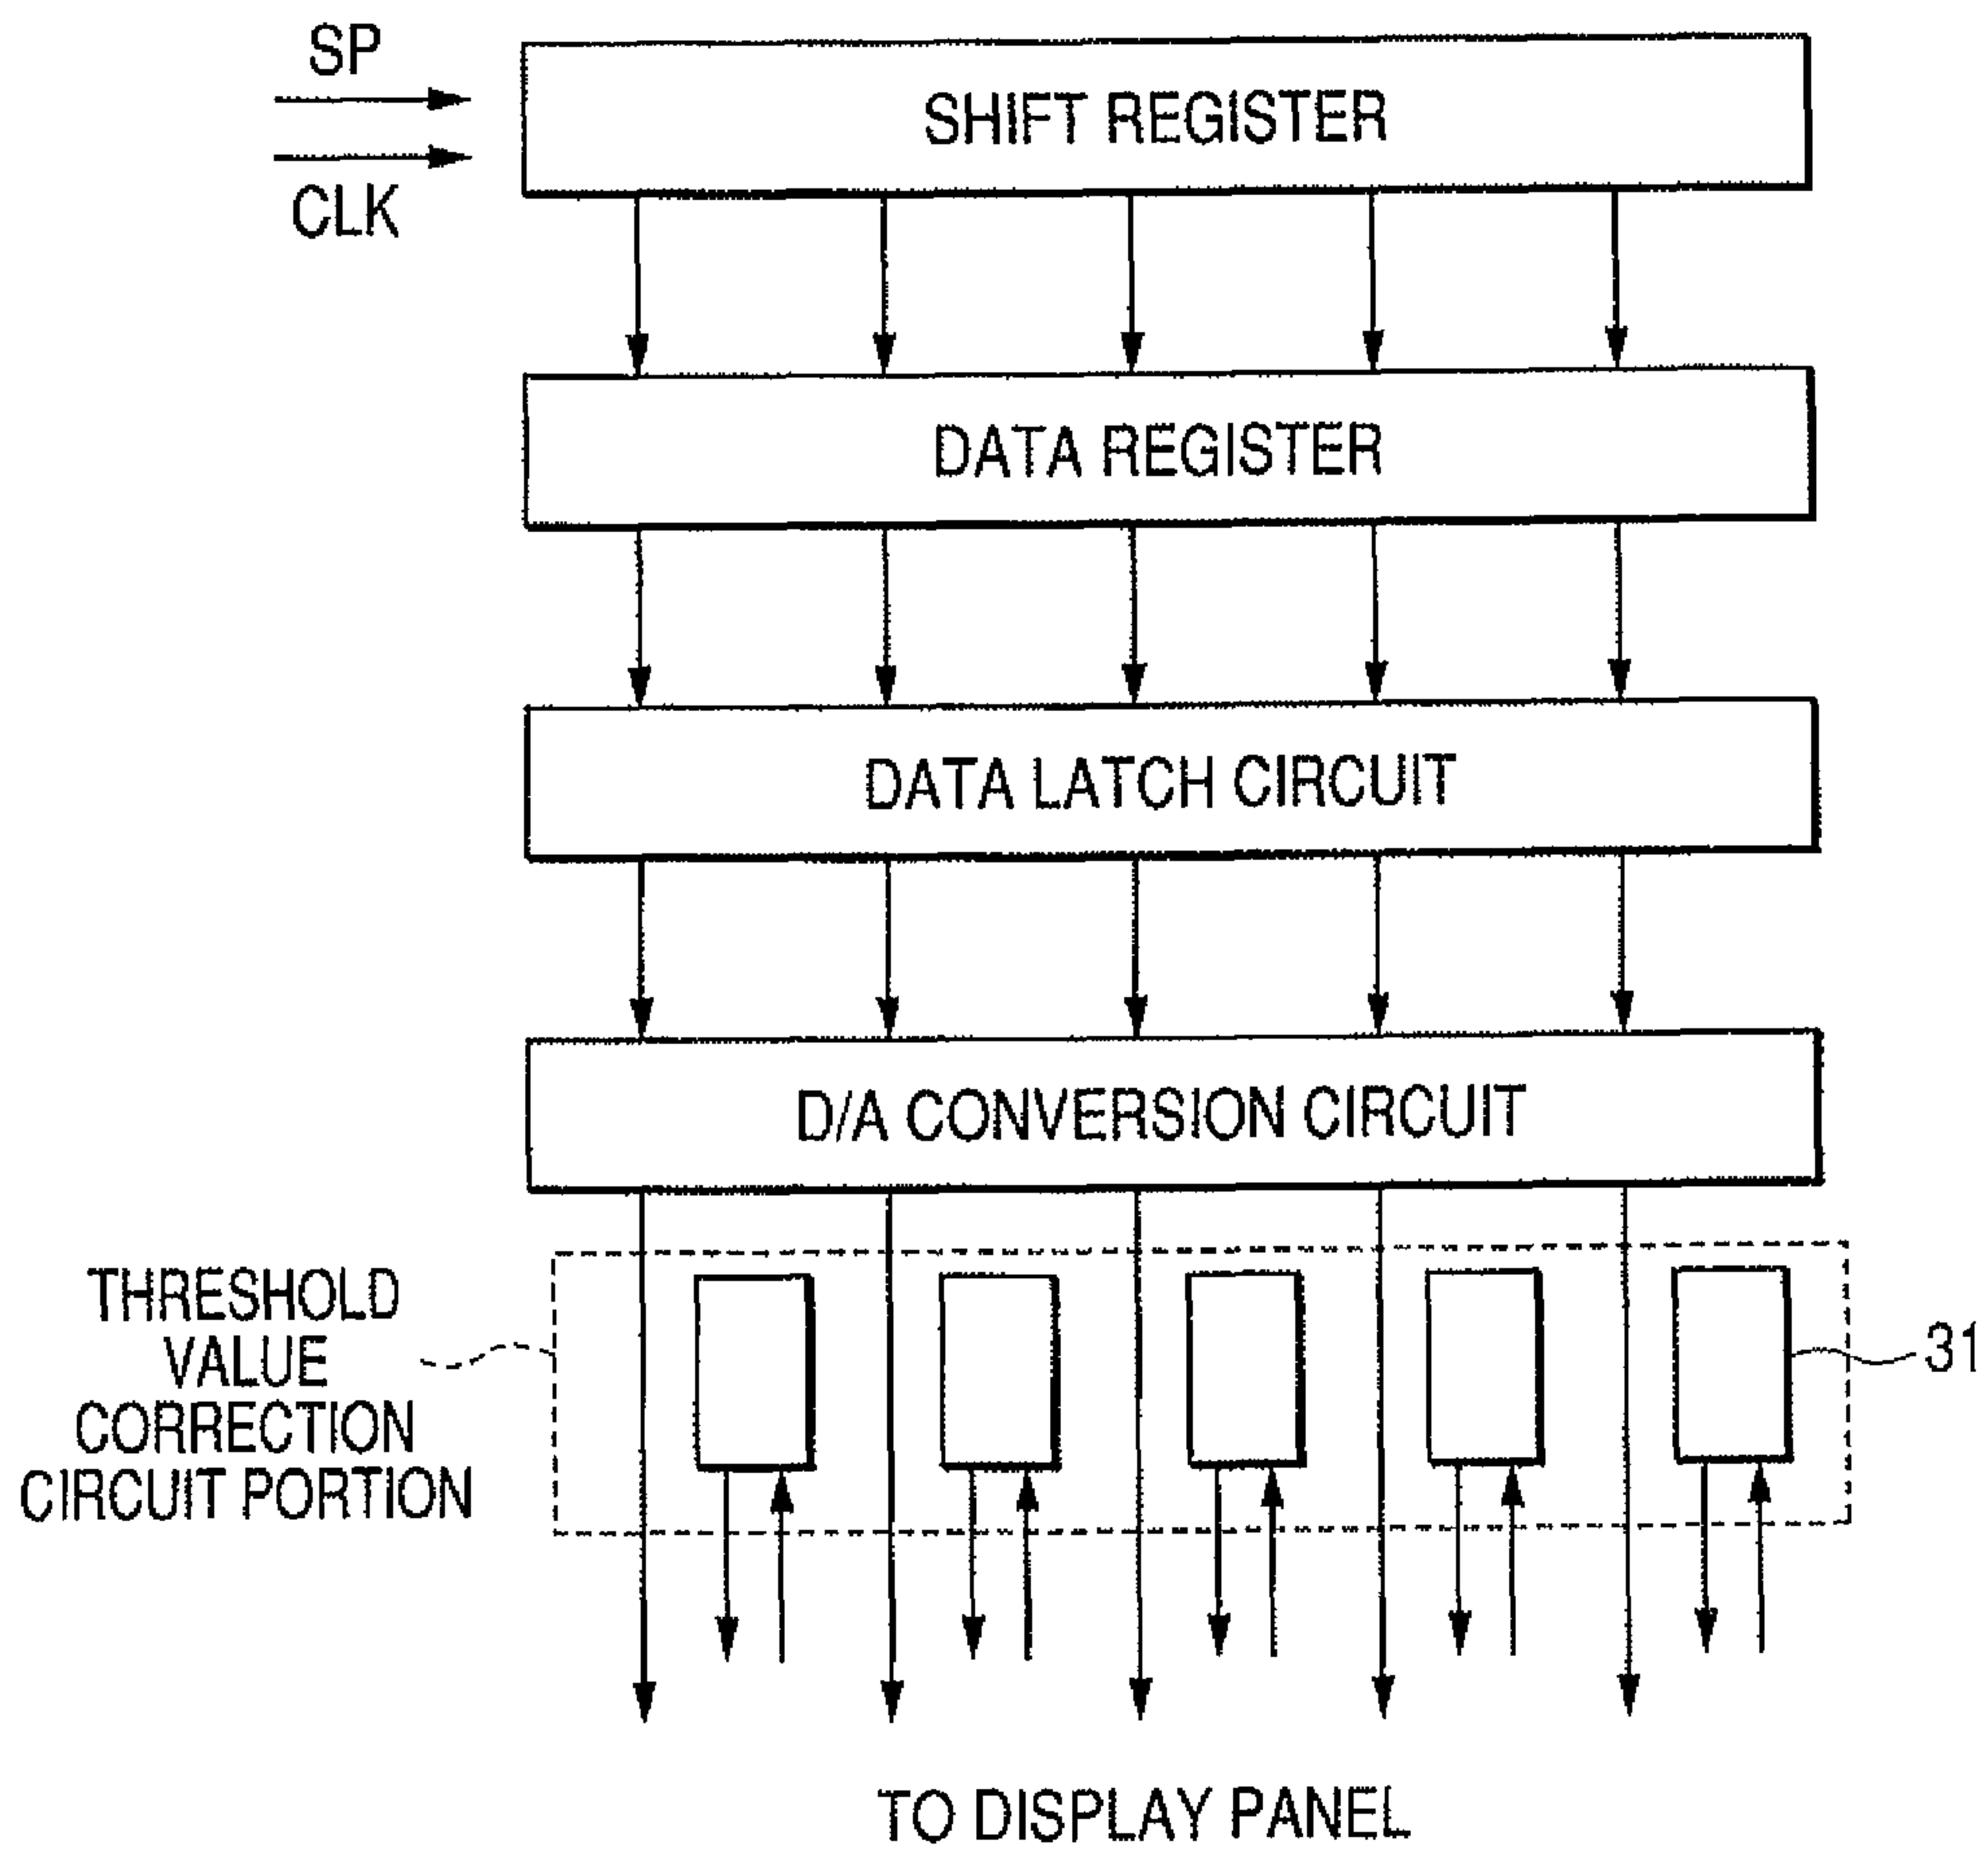 SP
CLK
SHIFT REGISTER
DATA REGISTER
DATA LATCH CIRCUIT
D/A CONVERSION CIRCUIT
THRESHOLD
VALUE
CORRECTION
CIRCUIT PORTION
31
TO DISPLAY PANEL